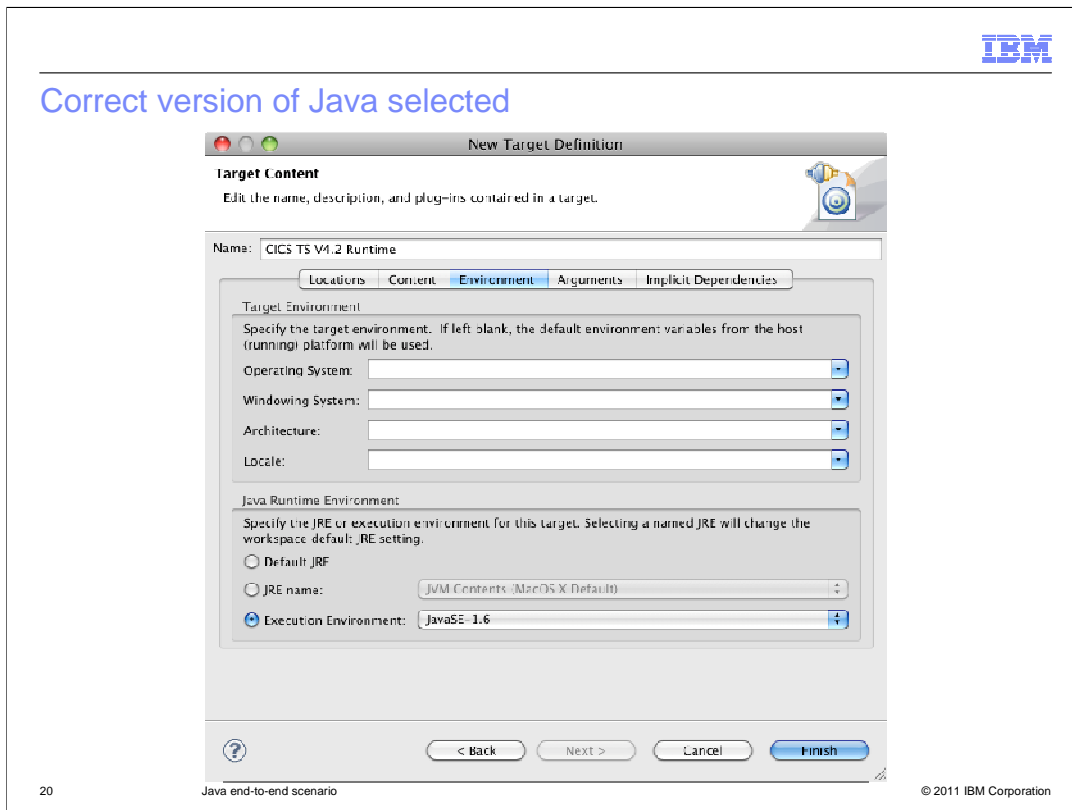 IBM
Correct version of Java selected
New Target Definition
Target Content
Edit the name, description, and plug-ins contained in a target.
Name: CICS TS V4.2 Runtime
Locations Content Environment Arguments Implicit Dependencies
Target Environment
Specify the target environment. If left blank, the default environment variables from the host
(running) platform will be used.
Operating System:
Windowing System:
Architecture:
Locale:
Java Runtime Environment
Specify the JRE or execution environment for this target. Selecting a named JRE will change the
workspace default JRE setting.
Default JRE
JRE name: JVM Contents (MacOS X Default)
Execution Environment: JavaSE-1.6
? < Back Next > Cancel Finish
20 Java end-to-end scenario © 2011 IBM Corporation